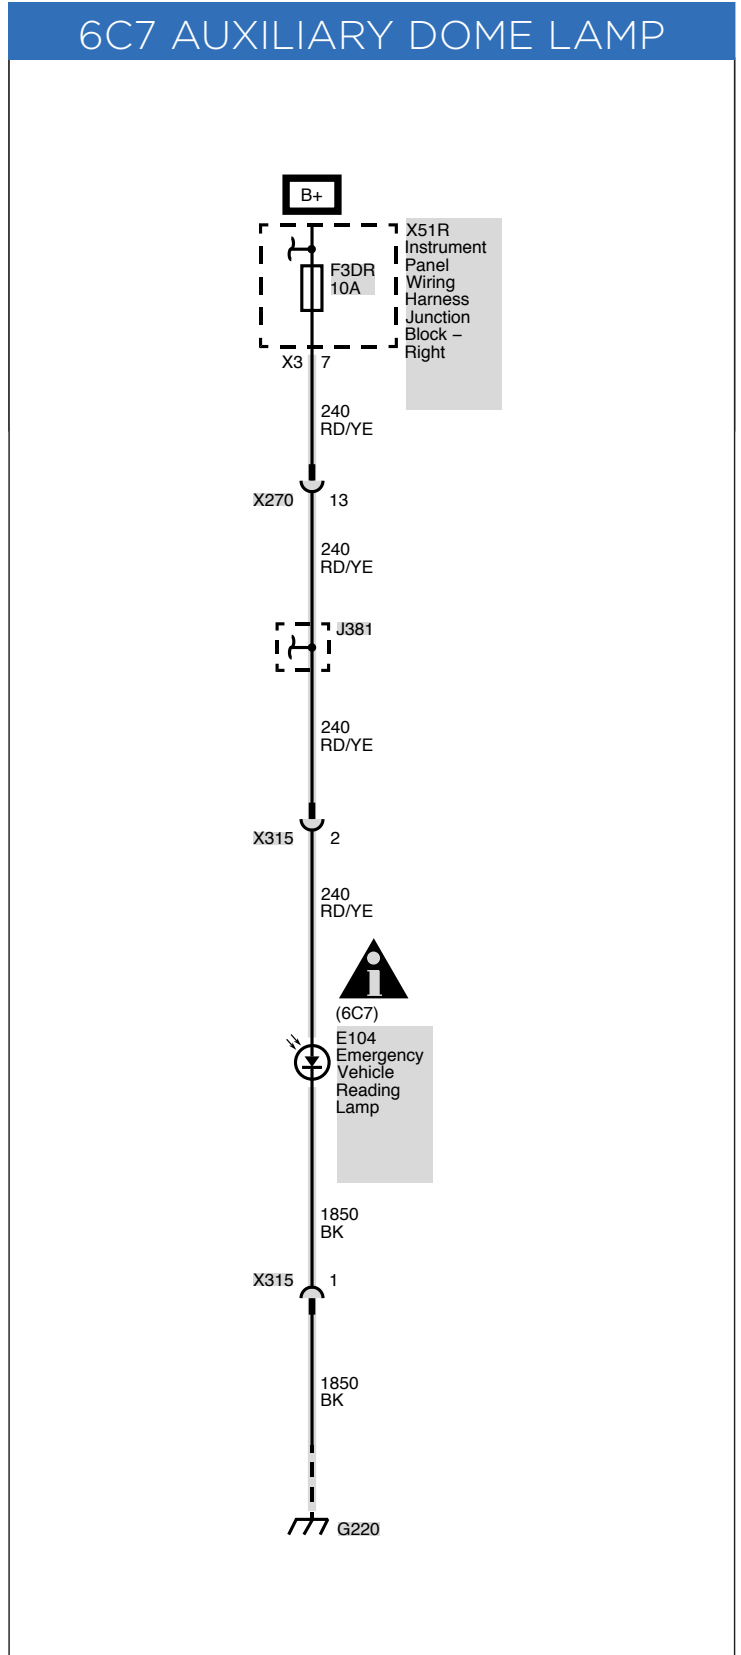 6C7 AUXILIARY DOME LAMP
B+
X51R
Instrument
Panel
Wiring
Harness
Junction
Block –
Right
F3DR
10A
X3 7
240
RD/YE
X270 13
240
RD/YE
J381
240
RD/YE
X315 2
240
RD/YE
i
(6C7)
E104
Emergency
Vehicle
Reading
Lamp
1850
BK
X315 1
1850
BK
G220